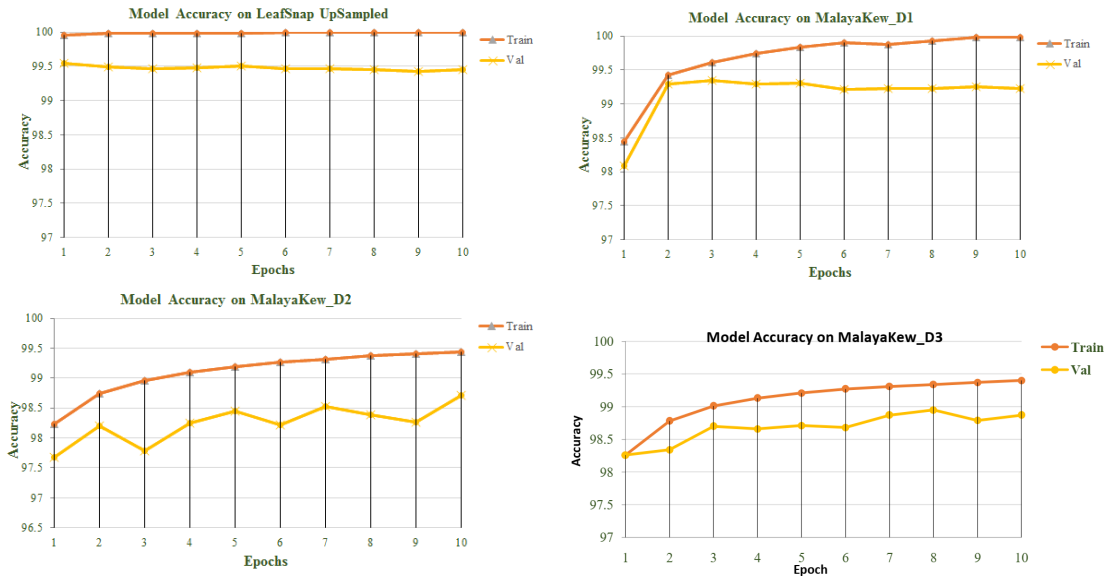 Model Accuracy on LeafSnap UpSampled
100
99.5
99
98.5
98
97.5
97
Accuracy
1 2 3 4 5 6 7 8 9 10
Epochs
Train
Val
Model Accuracy on MalayaKew_D1
100
99.5
99
98.5
98
97.5
97
Accuracy
1 2 3 4 5 6 7 8 9 10
Epochs
Train
Val
Model Accuracy on MalayaKew_D2
100
99.5
99
98.5
98
97.5
97
96.5
Accuracy
1 2 3 4 5 6 7 8 9 10
Epochs
Train
Val
Model Accuracy on MalayaKew_D3
100
99.5
99
98.5
98
97.5
97
Accuracy
1 2 3 4 5 6 7 8 9 10
Epoch
Train
Val